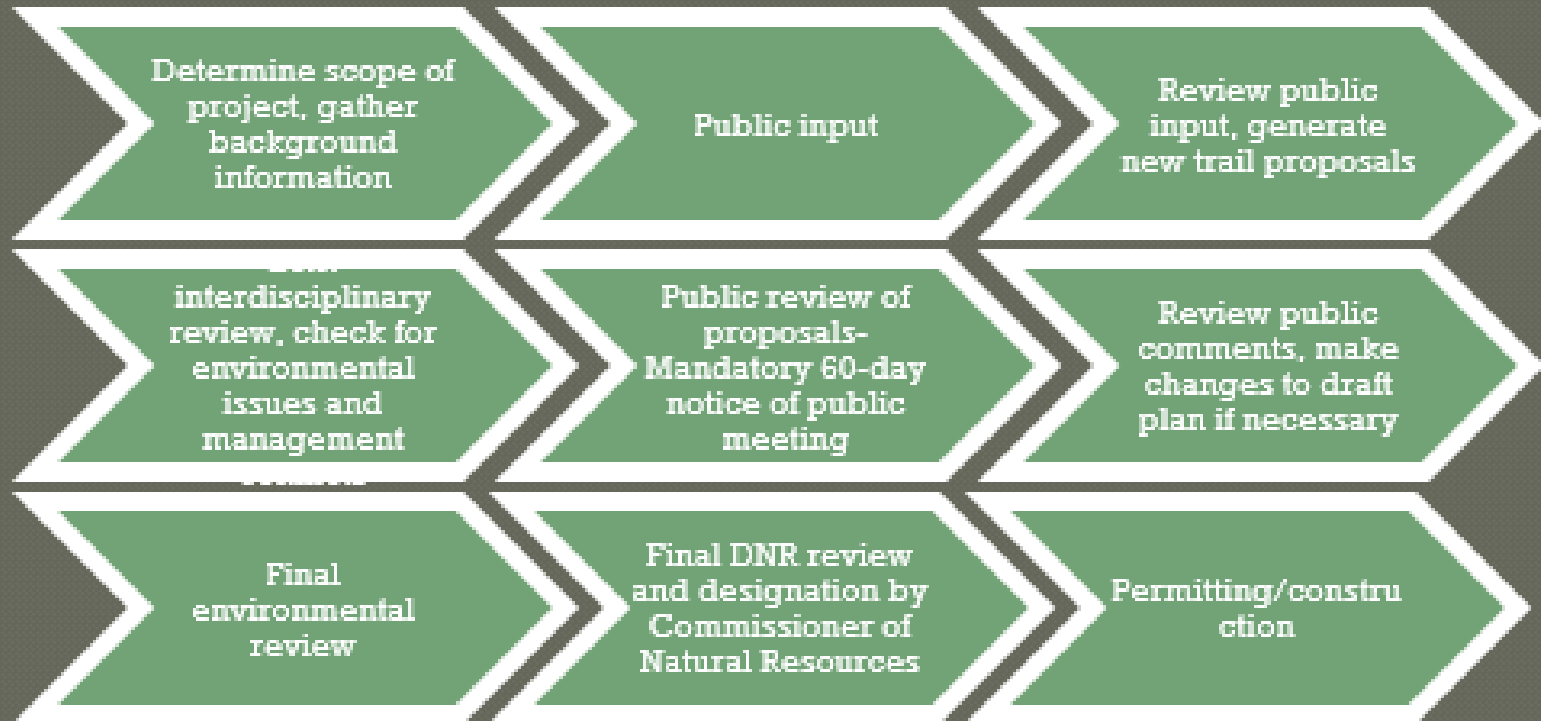 Determine scope of
project, gather
background
information
Public input
Review public
input, generate
new trail proposals
interdisciplinary
review, check for
environmental
issues and
management
Public review of
proposals-
Mandatory 60-day
notice of public
meeting
Review public
comments, make
changes to draft
plan if necessary
Final
environmental
review
Final DNR review
and designation by
Commissioner of
Natural Resources
Permitting/constru
ction